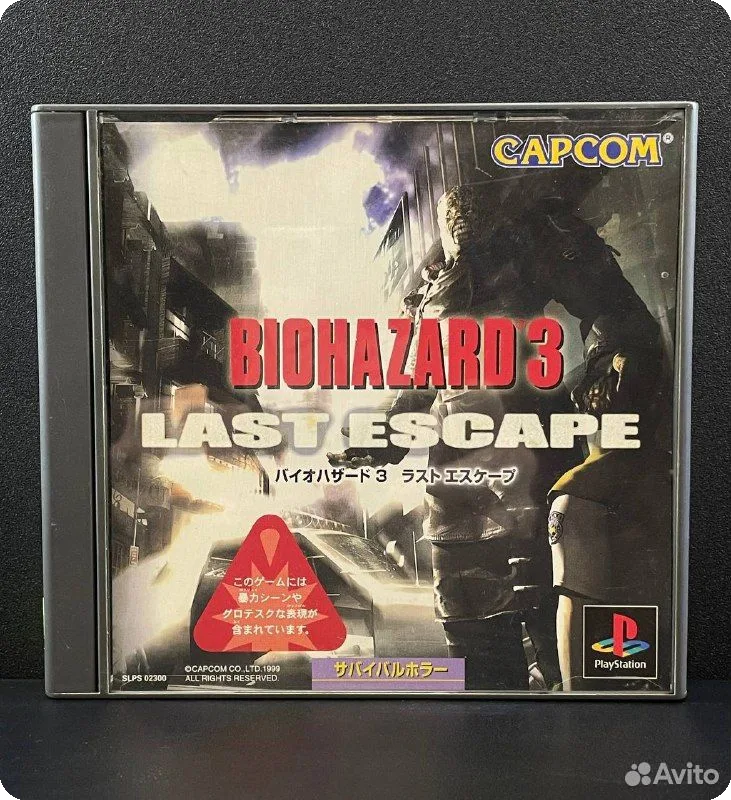 CAPCOM®
BIOHAZARD™3
LAST ESCAPE
バイオハザード 3 ラスト エスケープ
このゲームには
暴力シーンや
グロテスクな表現が
含まれています。
SLPS 02300
©CAPCOM CO.,LTD.1999
ALL RIGHTS RESERVED.
サバイバルホラー
PlayStation
Avito